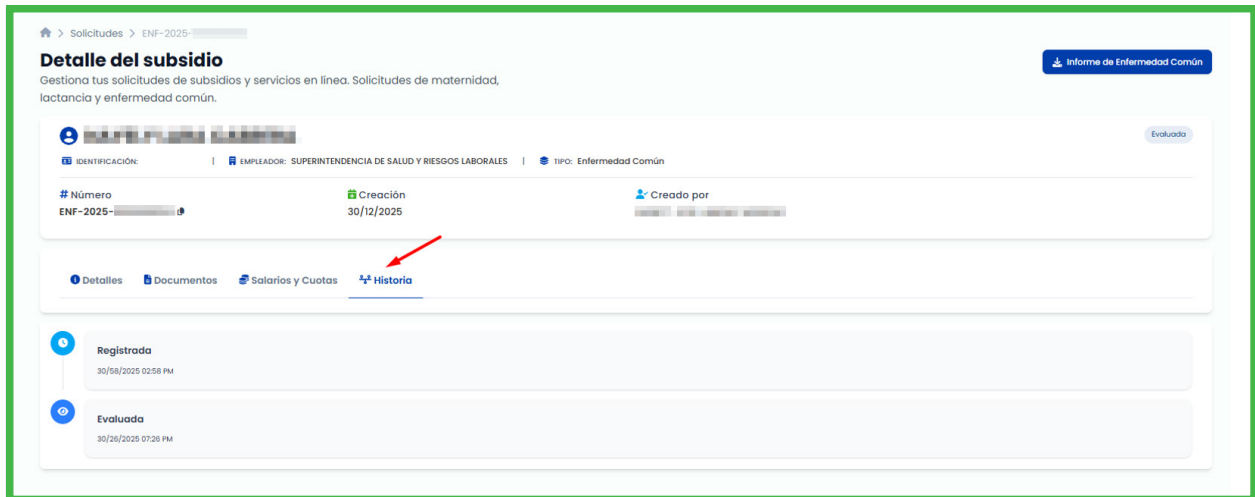 > Solicitudes > ENF-2025-
Detalle del subsidio
Informe de Enfermedad Común
Gestiona tus solicitudes de subsidios y servicios en línea. Solicitudes de maternidad,
lactancia y enfermedad común.
Evaluada
IDENTIFICACIÓN: | EMPLEADOR: SUPERINTENDENCIA DE SALUD Y RIESGOS LABORALES | TIPO: Enfermedad Común
# Número Creación Creado por
ENF-2025- 30/12/2025
Detalles Documentos Salarios y Cuotas Historia
Registrada
30/58/2025 02:58 PM
Evaluada
30/26/2025 07:26 PM